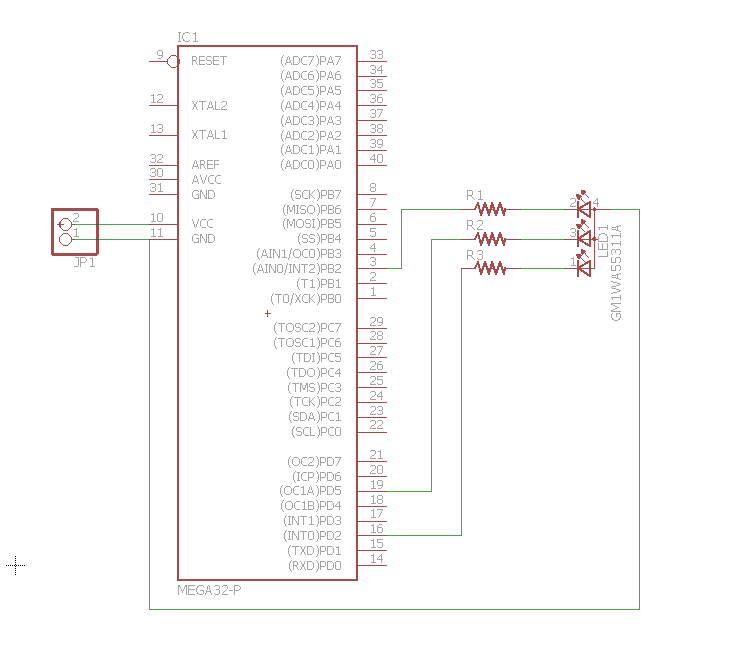 IC1
9 RESET (ADC7)PA7 33
(ADC6)PA6 34
(ADC5)PA5 35
12 XTAL2 (ADC4)PA4 36
(ADC3)PA3 37
13 XTAL1 (ADC2)PA2 38
(ADC1)PA1 39
32 AREF (ADC0)PA0 40
30 AVCC
31 GND (SCK)PB7 8
(MISO)PB6 7 R1 2 4
2 10 VCC (MOSI)PB5 6
1 11 GND (SS)PB4 5 R2 3
JP1 (AIN1/OC0)PB3 4
(AIN0/INT2)PB2 3 R3 1
(T1)PB1 2
(T0/XCK)PB0 1
LED1
GM1WA55311A
(TOSC2)PC7 29
(TOSC1)PC6 28
(TDI)PC5 27
(TDO)PC4 26
(TMS)PC3 25
(TCK)PC2 24
(SDA)PC1 23
(SCL)PC0 22
(OC2)PD7 21
(ICP)PD6 20
(OC1A)PD5 19
(OC1B)PD4 18
(INT1)PD3 17
(INT0)PD2 16
(TXD)PD1 15
(RXD)PD0 14
MEGA32-P